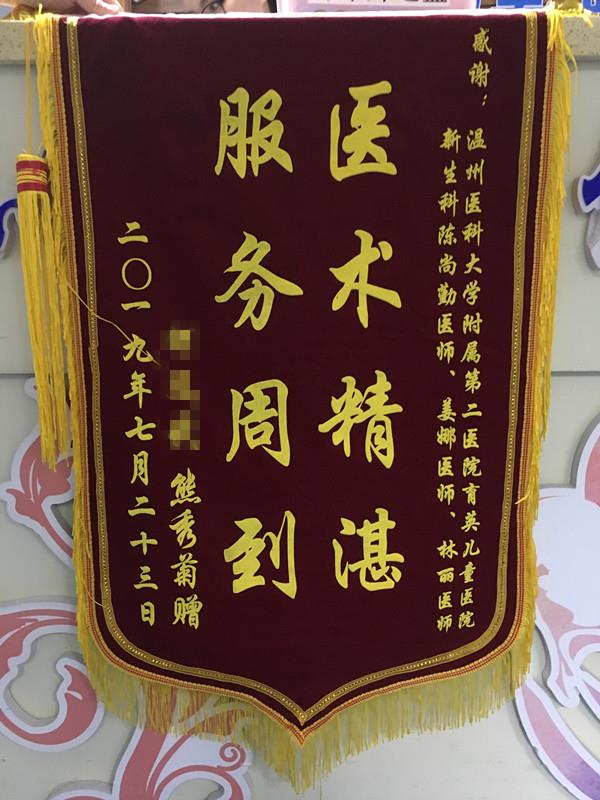 感谢：温州医科大学附属第二医院育英儿童医院
新生科陈尚勤医师、姜娜医师、林丽医师
医术精湛
服务周到
熊秀菊赠
二〇一九年七月二十三日